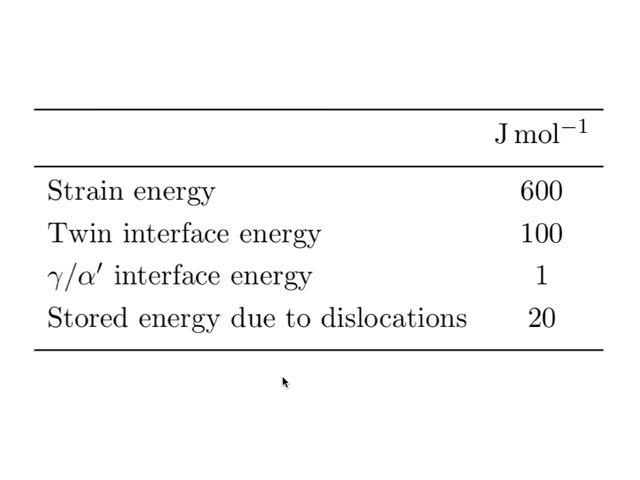 J mol⁻¹
Strain energy 600
Twin interface energy 100
γ/α′ interface energy 1
Stored energy due to dislocations 20